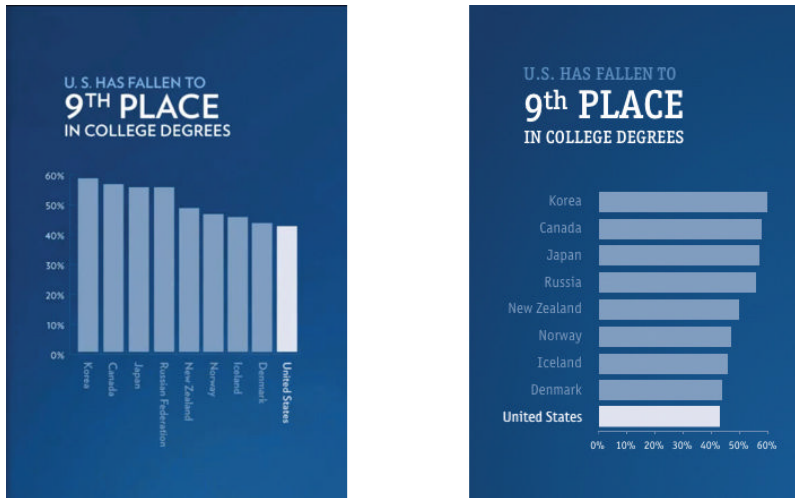 U. S. HAS FALLEN TO
9TH PLACE
IN COLLEGE DEGREES
60%
50%
40%
30%
20%
10%
0%
Korea
Canada
Japan
Russian Federation
New Zealand
Norway
Iceland
Denmark
United States
U.S. HAS FALLEN TO
9th PLACE
IN COLLEGE DEGREES
Korea
Canada
Japan
Russia
New Zealand
Norway
Iceland
Denmark
United States
0% 10% 20% 30% 40% 50% 60%